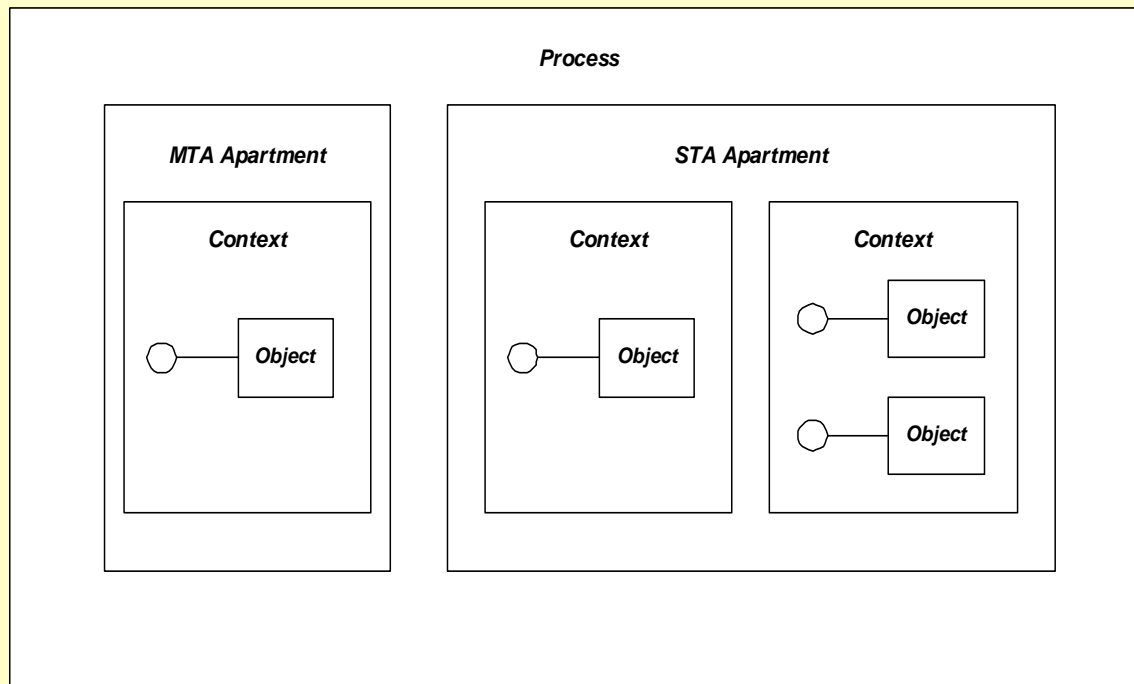 Process
MTA Apartment
STA Apartment
Context
Context
Context
Object
Object
Object
Object